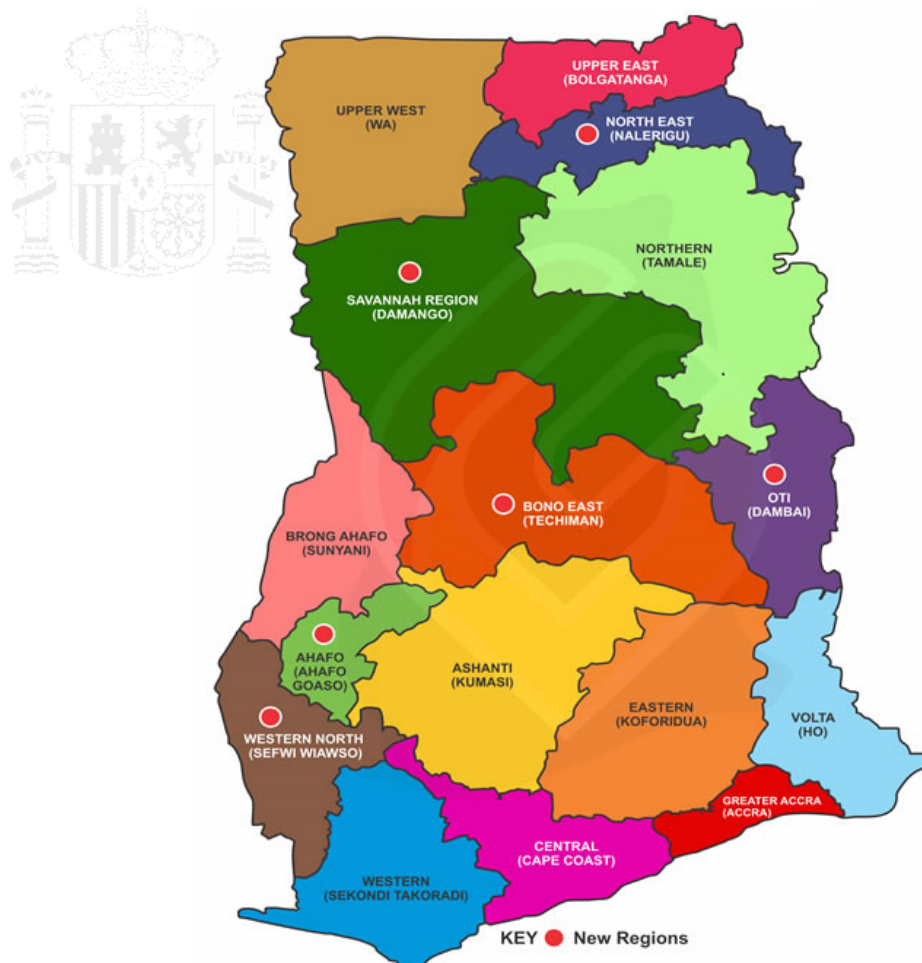 UPPER EAST
(BOLGATANGA)
UPPER WEST
(WA)
NORTH EAST
(NALERIGU)
NORTHERN
(TAMALE)
SAVANNAH REGION
(DAMANGO)
OTI
(DAMBAI)
BONO EAST
(TECHIMAN)
BRONG AHAFO
(SUNYANI)
AHAFO
(AHAFO
GOASO)
ASHANTI
(KUMASI)
EASTERN
(KOFORIDUA)
VOLTA
(HO)
WESTERN NORTH
(SEFWI WIAWSO)
GREATER ACCRA
(ACCRA)
CENTRAL
(CAPE COAST)
WESTERN
(SEKONDI TAKORADI)
KEY New Regions